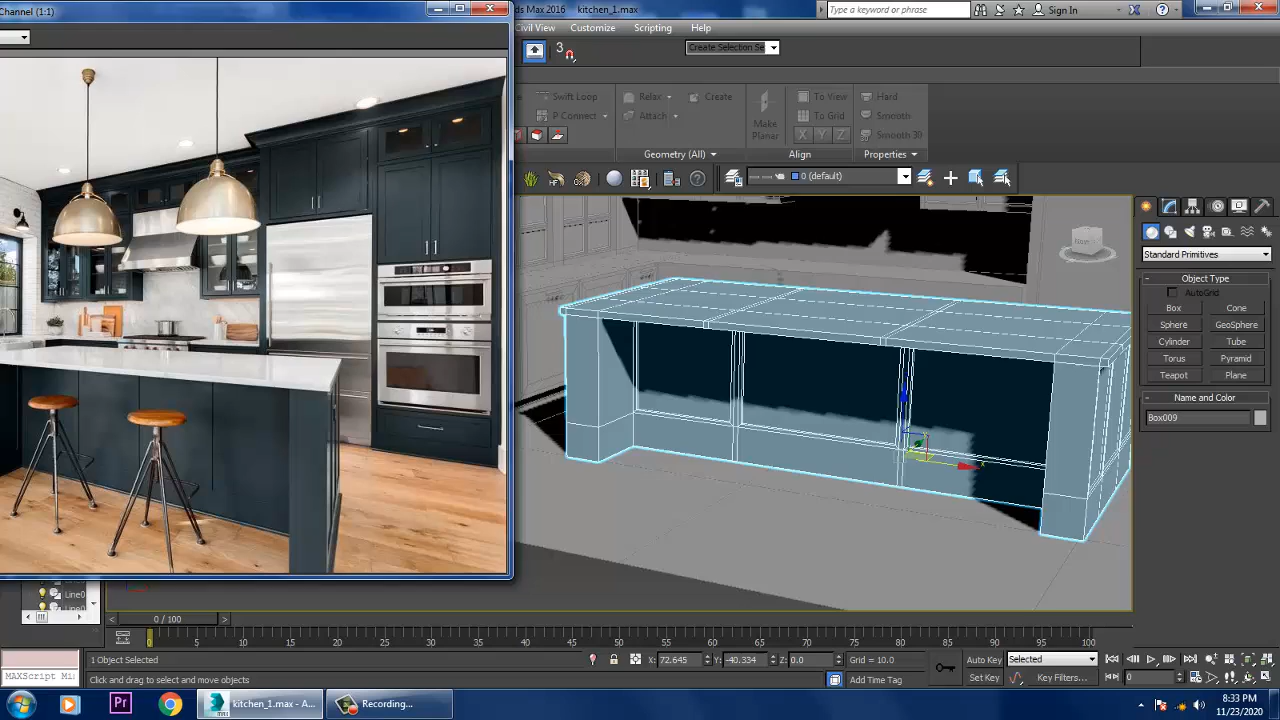 Channel (1:1)
ds Max 2016 kitchen_1.max
Type a keyword or phrase
Sign In
Civil View
Customize
Scripting
Help
3
Create Selection Se
Swift Loop
Relax
Create
To View
Hard
P Connect
Attach
Make
Planar
To Grid
Smooth
X Y Z
Smooth 30
Geometry (All)
Align
Properties
0 (default)
Standard Primitives
Object Type
AutoGrid
Box
Cone
Sphere
GeoSphere
Cylinder
Tube
Torus
Pyramid
Teapot
Plane
Name and Color
Box009
x
Line0
0 / 100
0 5 10 15 20 25 30 35 40 45 50 55 60 65 70 75 80 85 90 95 100
1 Object Selected
X: 72.645
Y: -40.334
Z: 0.0
Grid = 10.0
Auto Key
Selected
MAXScript Mi
Click and drag to select and move objects
Add Time Tag
Set Key
Key Filters...
0
Pr
kitchen_1.max - A...
Recording...
8:33 PM
11/23/2020